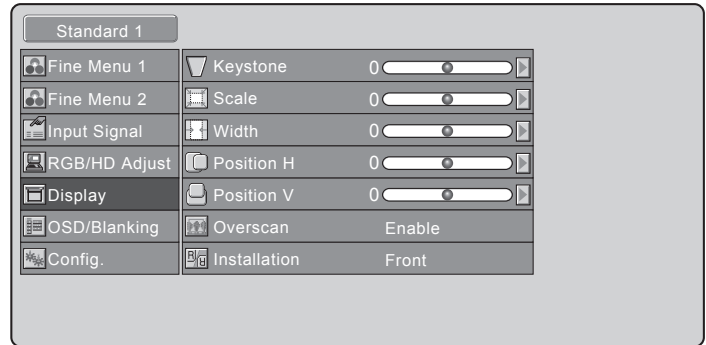 Standard 1
Fine Menu 1 Keystone 0
Fine Menu 2 Scale 0
Input Signal Width 0
RGB/HD Adjust Position H 0
Display Position V 0
OSD/Blanking Overscan Enable
Config. Installation Front